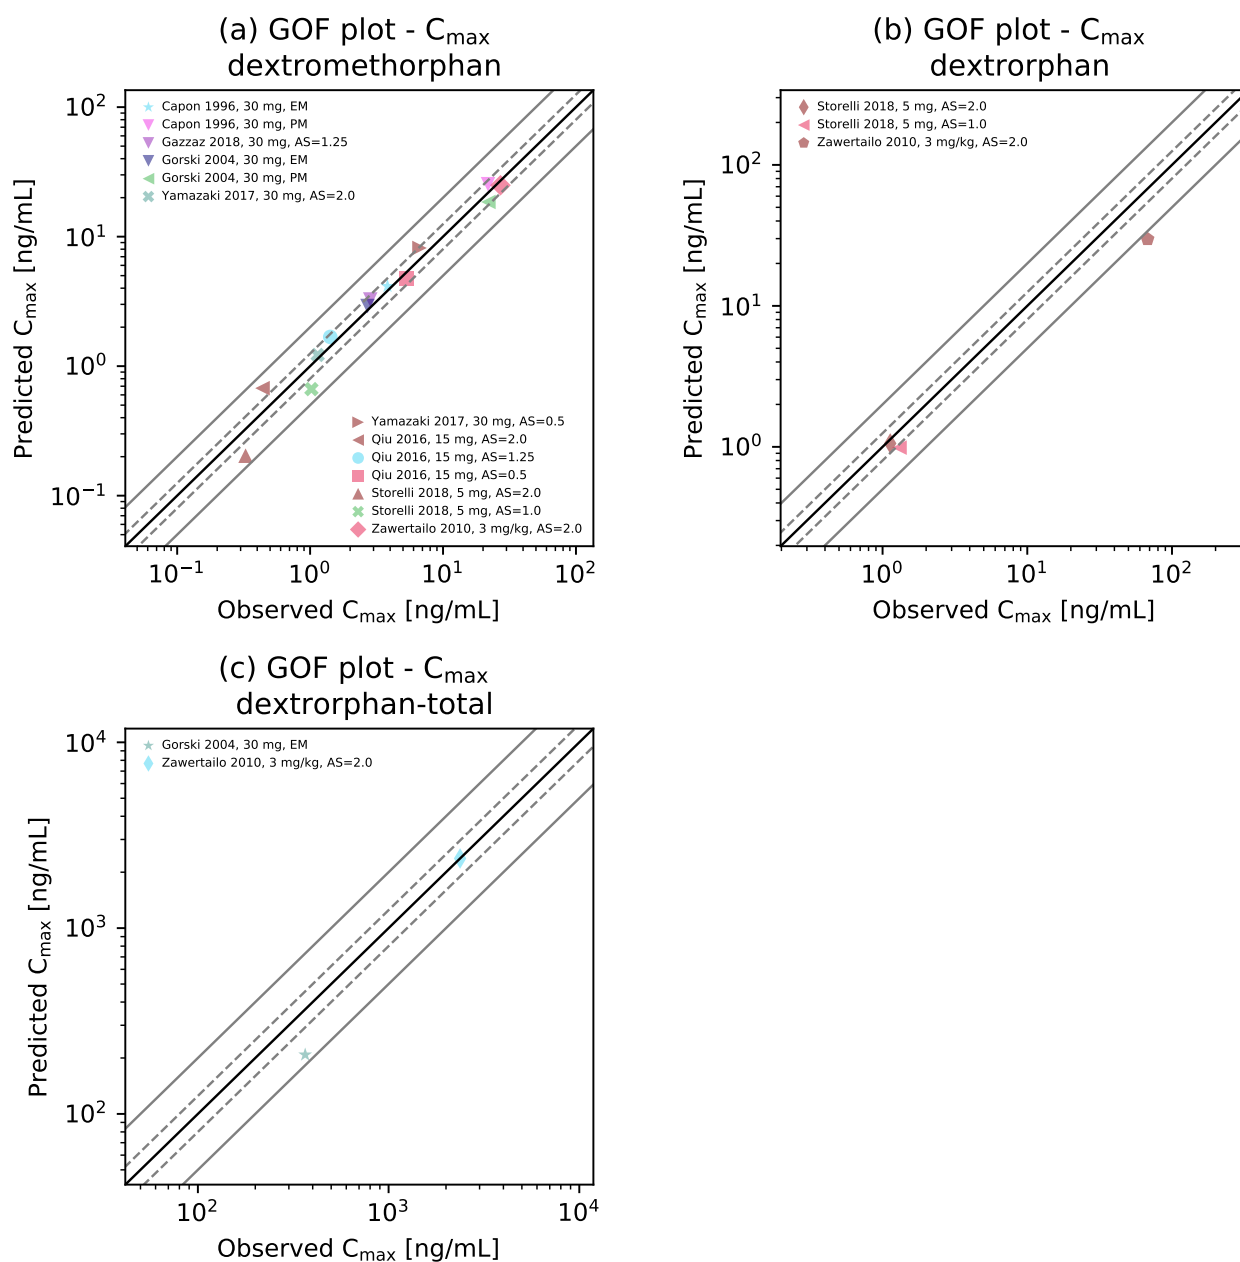 (a) GOF plot - Cmax
dextromethorphan
Predicted Cmax [ng/mL]
10²
10¹
10⁰
10⁻¹
Capon 1996, 30 mg, EM
Capon 1996, 30 mg, PM
Gazzaz 2018, 30 mg, AS=1.25
Gorski 2004, 30 mg, EM
Gorski 2004, 30 mg, PM
Yamazaki 2017, 30 mg, AS=2.0
Yamazaki 2017, 30 mg, AS=0.5
Qiu 2016, 15 mg, AS=2.0
Qiu 2016, 15 mg, AS=1.25
Qiu 2016, 15 mg, AS=0.5
Storelli 2018, 5 mg, AS=2.0
Storelli 2018, 5 mg, AS=1.0
Zawertailo 2010, 3 mg/kg, AS=2.0
10⁻¹ 10⁰ 10¹ 10²
Observed Cmax [ng/mL]
(b) GOF plot - Cmax
dextrorphan
Predicted Cmax [ng/mL]
10²
10¹
10⁰
Storelli 2018, 5 mg, AS=2.0
Storelli 2018, 5 mg, AS=1.0
Zawertailo 2010, 3 mg/kg, AS=2.0
10⁰ 10¹ 10²
Observed Cmax [ng/mL]
(c) GOF plot - Cmax
dextrorphan-total
Predicted Cmax [ng/mL]
10⁴
10³
10²
Gorski 2004, 30 mg, EM
Zawertailo 2010, 3 mg/kg, AS=2.0
10² 10³ 10⁴
Observed Cmax [ng/mL]